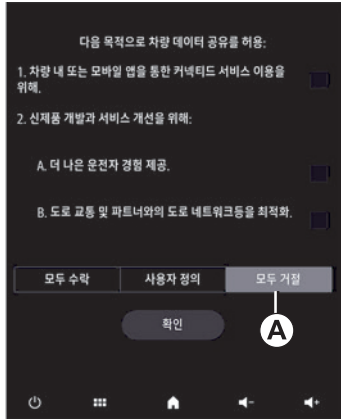 다음 목적으로 차량 데이터 공유를 허용:
1. 차량 내 또는 모바일 앱을 통한 커넥티드 서비스 이용을
위해.
2. 신제품 개발과 서비스 개선을 위해:
A. 더 나은 운전자 경험 제공.
B. 도로 교통 및 파트너와의 도로 네트워크등을 최적화.
모두 수락 사용자 정의 모두 거절
확인
A